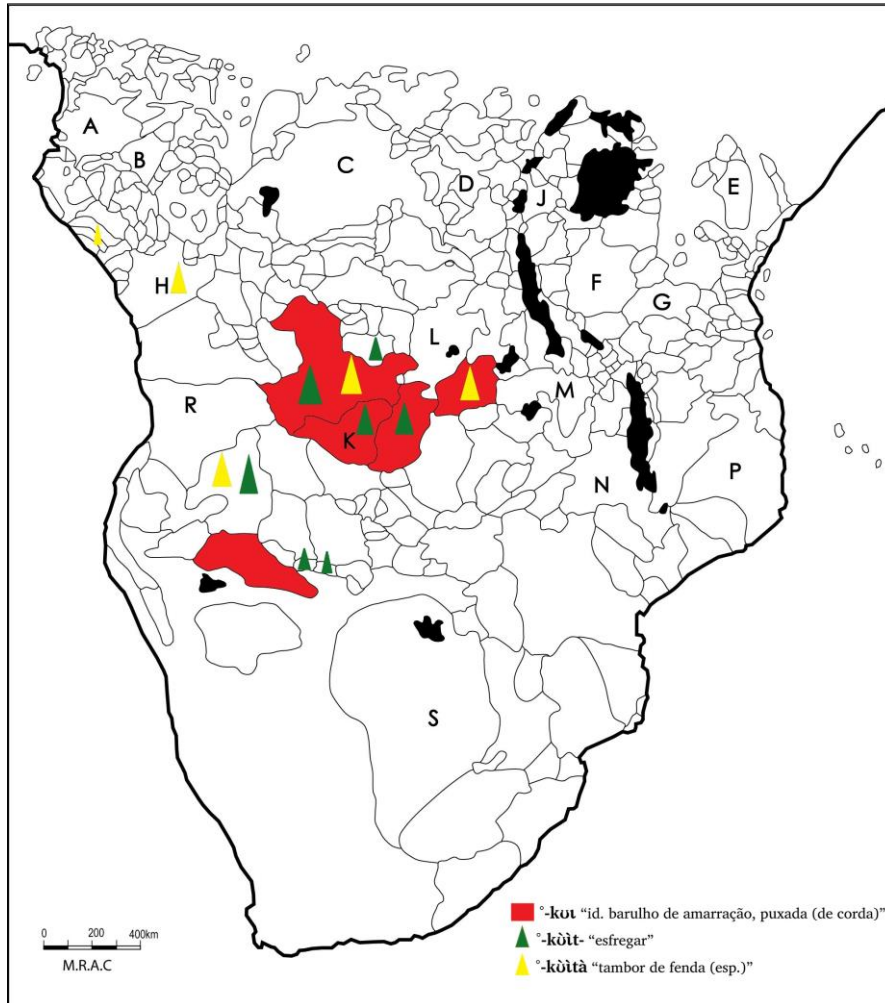 A
B
C
D
J
E
H
F
G
L
M
R
K
N
P
S
°-kʊɩ “id. barulho de amarração, puxada (de corda)”
°-kʊ̀ɩ̀t- “esfregar”
°-kʊ̀ɩ̀tà “tambor de fenda (esp.)”
0 200 400km
M.R.A.C